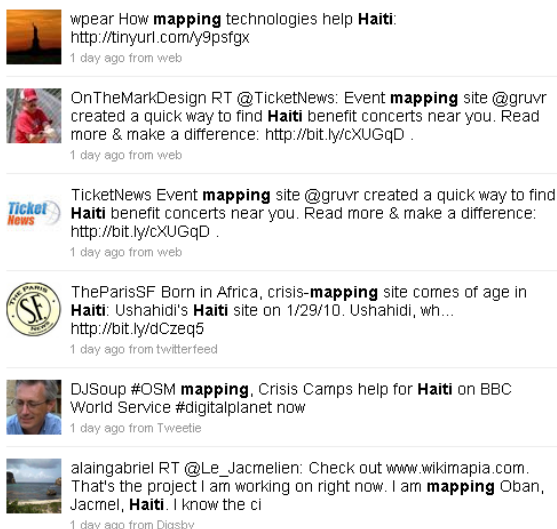 wpear How mapping technologies help Haiti:
http://tinyurl.com/y9psfgx
1 day ago from web
OnTheMarkDesign RT @TicketNews: Event mapping site @gruvr
created a quick way to find Haiti benefit concerts near you. Read
more & make a difference: http://bit.ly/cXUGqD .
1 day ago from web
Ticket
News
TicketNews Event mapping site @gruvr created a quick way to find
Haiti benefit concerts near you. Read more & make a difference:
http://bit.ly/cXUGqD .
1 day ago from web
THE PARIS
S.F.
NEWS
TheParisSF Born in Africa, crisis-mapping site comes of age in
Haiti: Ushahidi's Haiti site on 1/29/10. Ushahidi, wh...
http://bit.ly/dCzeq5
1 day ago from twitterfeed
DJSoup #OSM mapping, Crisis Camps help for Haiti on BBC
World Service #digitalplanet now
1 day ago from Tweetie
alaingabriel RT @Le_Jacmelien: Check out www.wikimapia.com.
That's the project I am working on right now. I am mapping Oban,
Jacmel, Haiti. I know the ci
1 day ago from Digsby